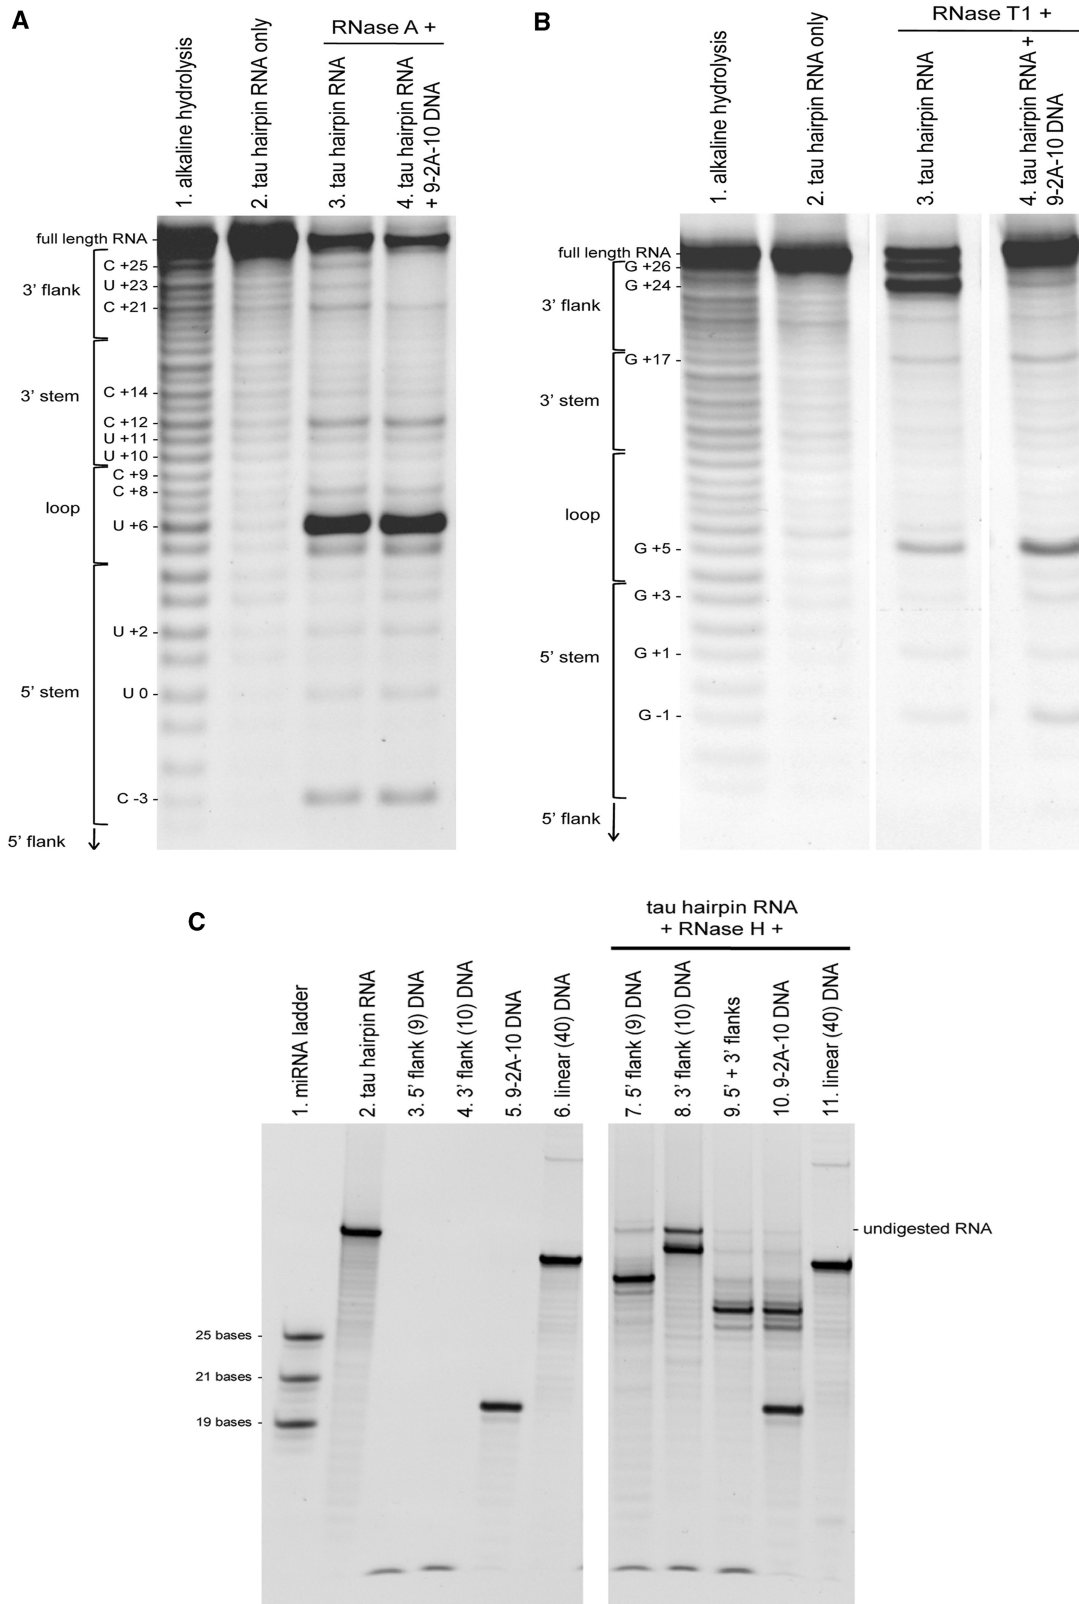 A
RNase A +
1. alkaline hydrolysis
2. tau hairpin RNA only
3. tau hairpin RNA
4. tau hairpin RNA
+ 9-2A-10 DNA
full length RNA
C +25
U +23
C +21
C +14
C +12
U +11
U +10
C +9
C +8
U +6
U +2
U 0
C -3
3’ flank
3’ stem
loop
5’ stem
5’ flank
B
RNase T1 +
1. alkaline hydrolysis
2. tau hairpin RNA only
3. tau hairpin RNA
4. tau hairpin RNA +
9-2A-10 DNA
full length RNA
G +26
G +24
G +17
G +5
G +3
G +1
G -1
3’ flank
3’ stem
loop
5’ stem
5’ flank
C
tau hairpin RNA
+ RNase H +
1. miRNA ladder
2. tau hairpin RNA
3. 5’ flank (9) DNA
4. 3’ flank (10) DNA
5. 9-2A-10 DNA
6. linear (40) DNA
7. 5’ flank (9) DNA
8. 3’ flank (10) DNA
9. 5’ + 3’ flanks
10. 9-2A-10 DNA
11. linear (40) DNA
- undigested RNA
25 bases -
21 bases -
19 bases -